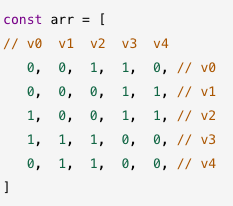 const arr = [
// v0 v1 v2 v3 v4
0, 0, 1, 1, 0, // v0
0, 0, 0, 1, 1, // v1
1, 0, 0, 1, 1, // v2
1, 1, 1, 0, 0, // v3
0, 1, 1, 0, 0, // v4
]